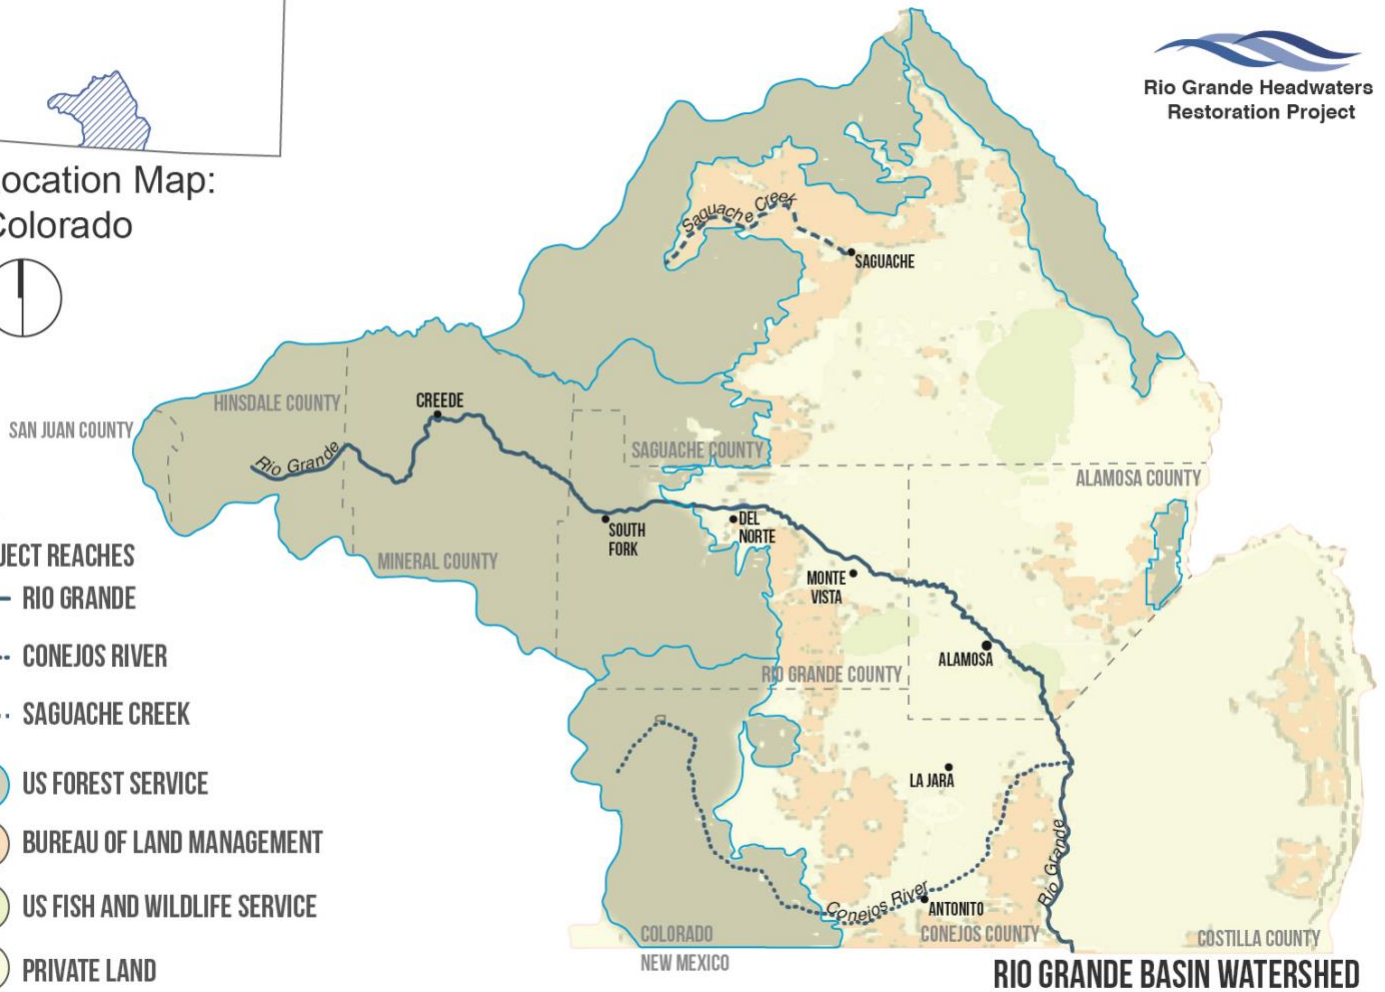 Rio Grande Headwaters
Restoration Project
ocation Map:
Colorado
Saguache Creek
SAGUACHE
HINSDALE COUNTY
CREEDE
SAN JUAN COUNTY
Rio Grande
SAGUACHE COUNTY
ALAMOSA COUNTY
SOUTH
FORK
DEL
NORTE
MINERAL COUNTY
MONTE
VISTA
ALAMOSA
RIO GRANDE COUNTY
LA JARA
Rio Grande
Conejos River
ANTONITO
COLORADO
CONEJOS COUNTY
COSTILLA COUNTY
NEW MEXICO
RIO GRANDE BASIN WATERSHED
JECT REACHES
RIO GRANDE
CONEJOS RIVER
SAGUACHE CREEK
US FOREST SERVICE
BUREAU OF LAND MANAGEMENT
US FISH AND WILDLIFE SERVICE
PRIVATE LAND